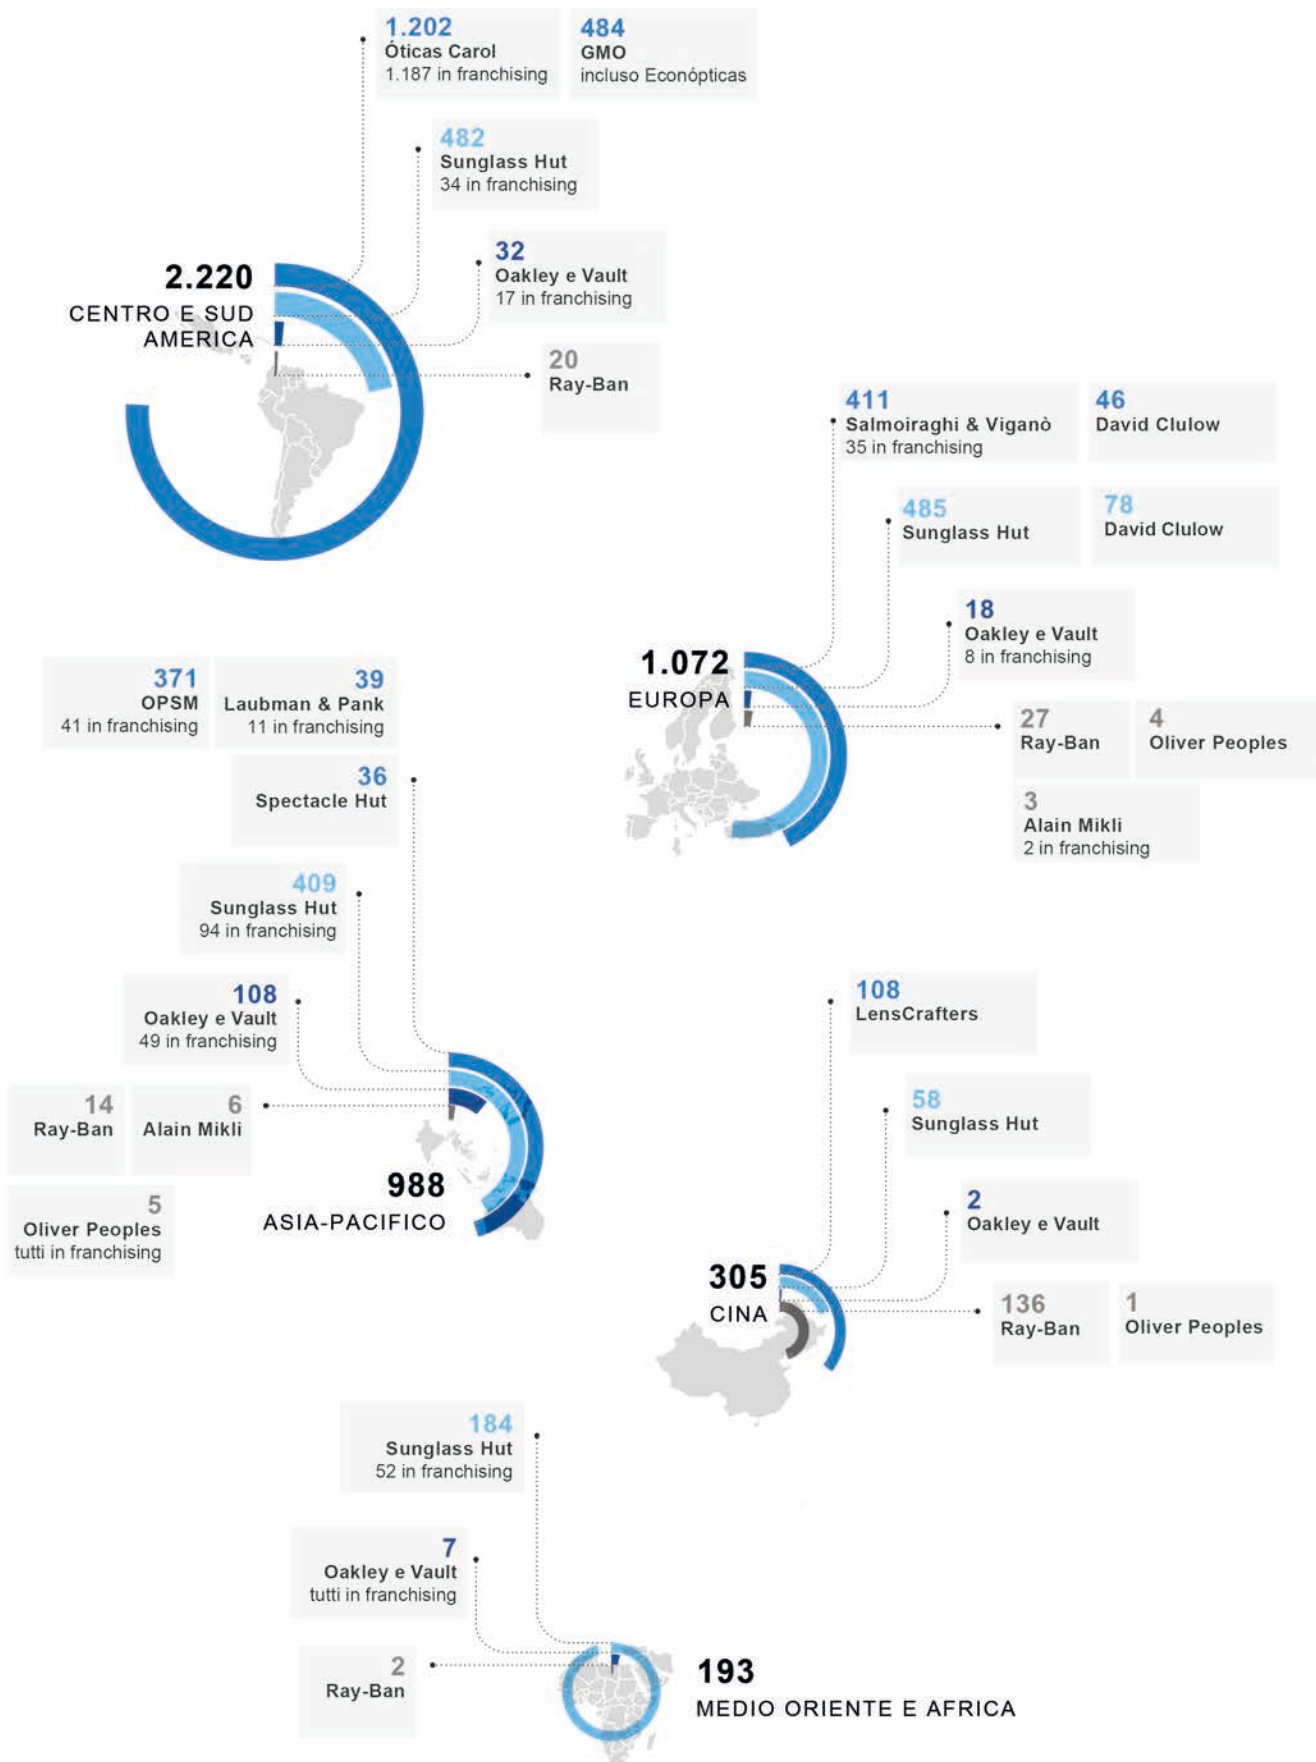 1.202
Óticas Carol
1.187 in franchising
484
GMO
incluso Econópticas
482
Sunglass Hut
34 in franchising
32
Oakley e Vault
17 in franchising
20
Ray-Ban
2.220
CENTRO E SUD
AMERICA
411
Salmoiraghi & Viganò
35 in franchising
46
David Clulow
485
Sunglass Hut
78
David Clulow
18
Oakley e Vault
8 in franchising
27
Ray-Ban
4
Oliver Peoples
3
Alain Mikli
2 in franchising
1.072
EUROPA
371
OPSM
41 in franchising
39
Laubman & Pank
11 in franchising
36
Spectacle Hut
409
Sunglass Hut
94 in franchising
108
Oakley e Vault
49 in franchising
14
Ray-Ban
6
Alain Mikli
5
Oliver Peoples
tutti in franchising
988
ASIA-PACIFICO
108
LensCrafters
58
Sunglass Hut
2
Oakley e Vault
136
Ray-Ban
1
Oliver Peoples
305
CINA
184
Sunglass Hut
52 in franchising
7
Oakley e Vault
tutti in franchising
2
Ray-Ban
193
MEDIO ORIENTE E AFRICA